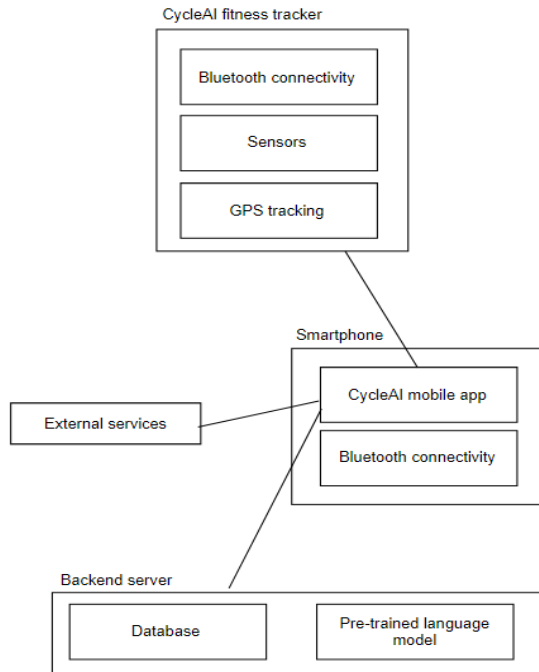 CycleAI fitness tracker
Bluetooth connectivity
Sensors
GPS tracking
Smartphone
CycleAI mobile app
External services
Bluetooth connectivity
Backend server
Database
Pre-trained language
model